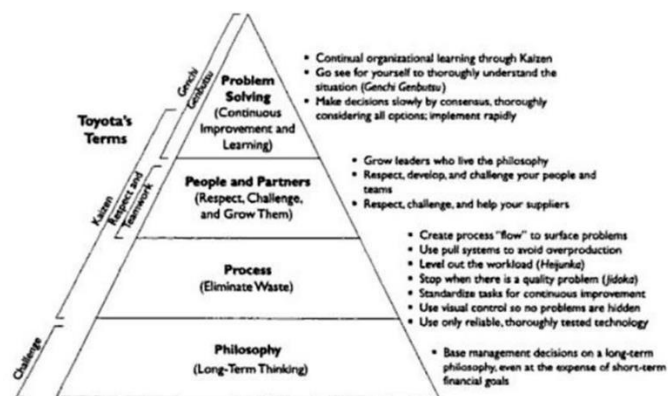 Toyota's
Terms
Genchi
Genbutsu
Kaizen
Respect and
Teamwork
Challenge
Problem
Solving
(Continuous
Improvement and
Learning)
▪ Continual organizational learning through Kaizen
▪ Go see for yourself to thoroughly understand the
situation (Genchi Genbutsu)
▪ Make decisions slowly by consensus, thoroughly
considering all options; implement rapidly
People and Partners
(Respect, Challenge,
and Grow Them)
▪ Grow leaders who live the philosophy
▪ Respect, develop, and challenge your people and
teams
▪ Respect, challenge, and help your suppliers
Process
(Eliminate Waste)
▪ Create process "flow" to surface problems
▪ Use pull systems to avoid overproduction
▪ Level out the workload (Heijunka)
▪ Stop when there is a quality problem (Jidoka)
▪ Standardize tasks for continuous improvement
▪ Use visual control so no problems are hidden
▪ Use only reliable, thoroughly tested technology
Philosophy
(Long-Term Thinking)
▪ Base management decisions on a long-term
philosophy, even at the expense of short-term
financial goals